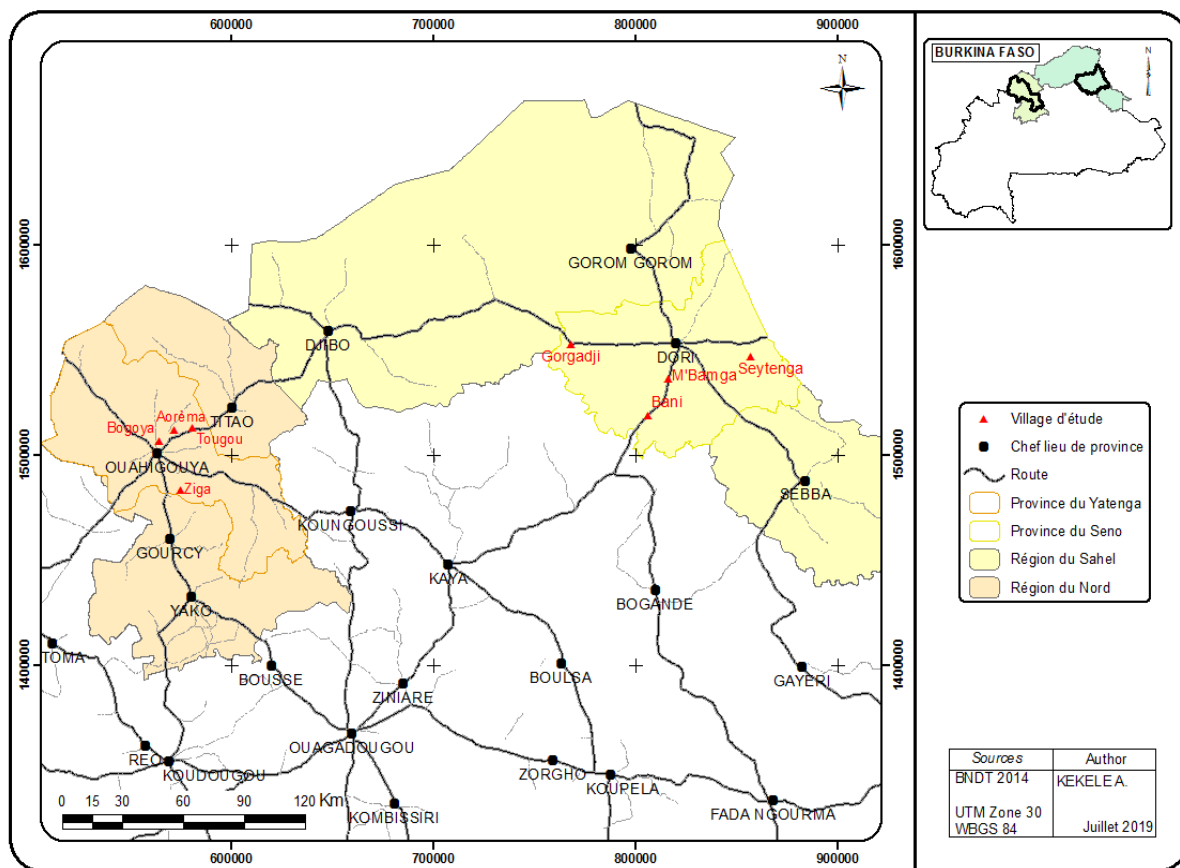 600000 700000 800000 900000
N
1600000 1600000
1500000 1500000
1400000 1400000
GOROM GOROM
DJIBO
Gorgadji
DORI
Seytenga
M'Bamga
Bani
TITAO
Aorèma
Bogoya
Tougou
OUAHIGOUYA
Ziga
SEBBA
KOUNGOUSSI
GOURCY
KAYA
BOGANDE
YAKO
TOMA
BOUSSE
BOULSA
GAYERI
ZINIARE
OUAGADOUGOU
REO
KOUDOUGOU
ZORGHO
KOUPELA
FADA NGOURMA
KOMBISSIRI
0 15 30 60 90 120 Km
600000 700000 800000 900000
BURKINA FASO
N
Village d'étude
Chef lieu de province
Route
Province du Yatenga
Province du Seno
Région du Sahel
Région du Nord
Sources Author
BNDT 2014 KEKELE A.
UTM Zone 30
WBGS 84 Juillet 2019